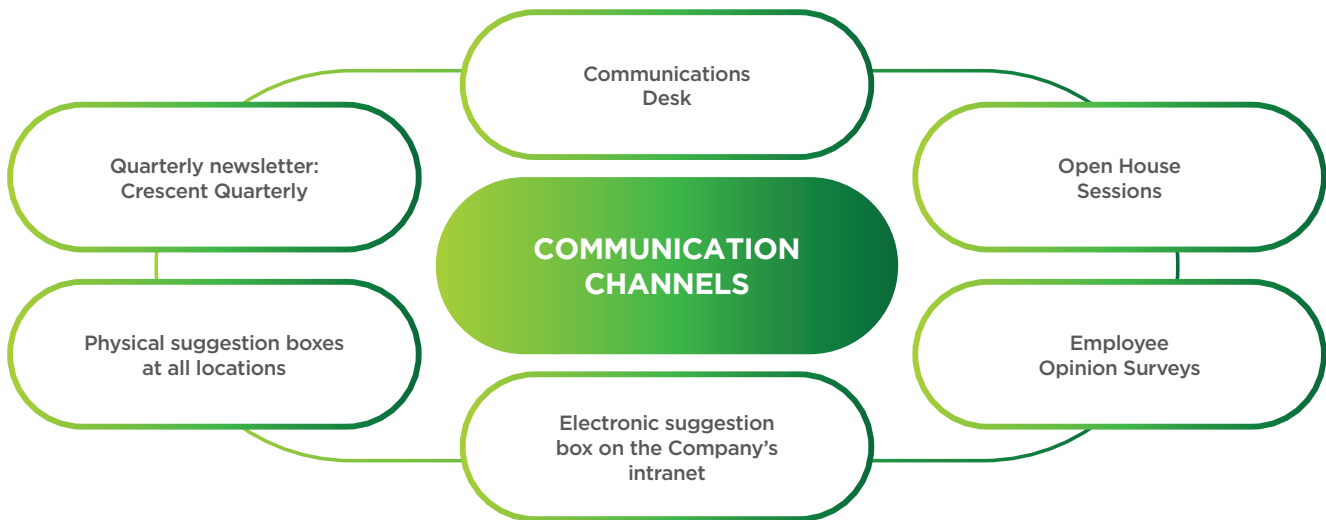 Communications
Desk
Quarterly newsletter:
Crescent Quarterly
Open House
Sessions
COMMUNICATION
CHANNELS
Physical suggestion boxes
at all locations
Employee
Opinion Surveys
Electronic suggestion
box on the Company’s
intranet